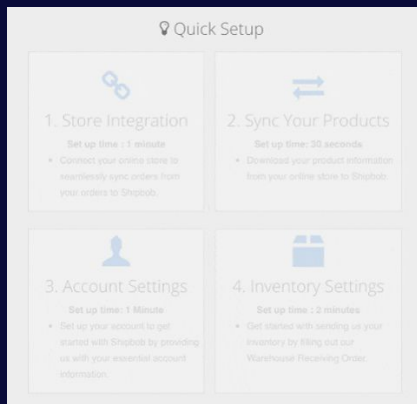 Quick Setup
1. Store Integration
Set up time : 1 minute
• Connect your online store to
seamlessly sync orders from
your orders to Shipbob.
2. Sync Your Products
Set up time: 30 seconds
• Download your product information
from your online store to Shipbob.
3. Account Settings
Set up time: 1 Minute
• Set up your account to get
started with Shipbob by providing
us with your essential account
information.
4. Inventory Settings
Set up time : 2 minutes
• Get started with sending us your
inventory by filling out our
Warehouse Receiving Order.